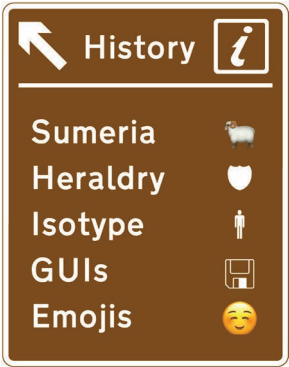 History i
Sumeria
Heraldry
Isotype
GUIs
Emojis